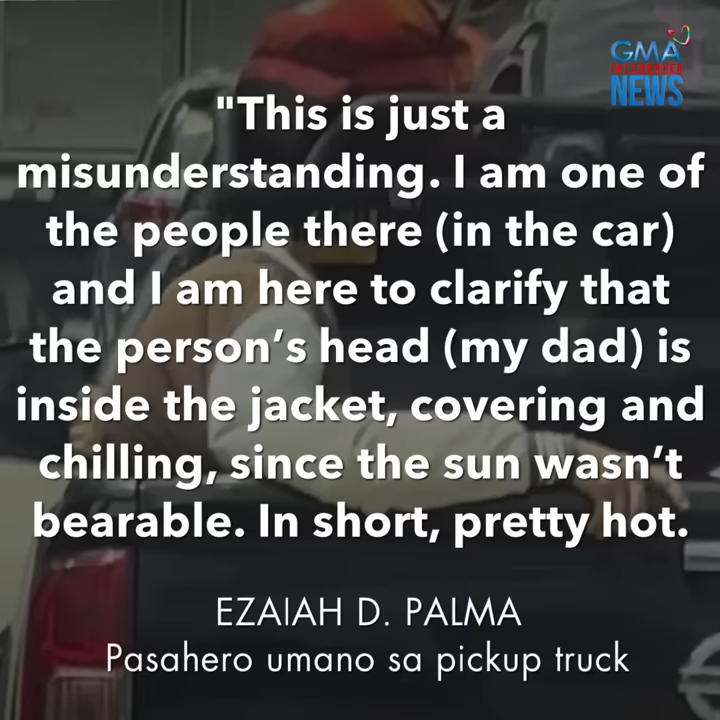 GMA
INTEGRATED
NEWS
"This is just a
misunderstanding. I am one of
the people there (in the car)
and I am here to clarify that
the person's head (my dad) is
inside the jacket, covering and
chilling, since the sun wasn't
bearable. In short, pretty hot.
EZAIAH D. PALMA
Pasahero umano sa pickup truck